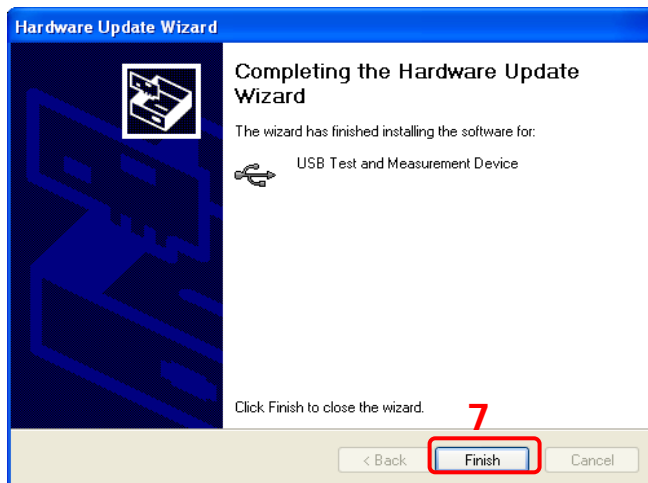 Hardware Update Wizard
Completing the Hardware Update
Wizard
The wizard has finished installing the software for:
USB Test and Measurement Device
Click Finish to close the wizard.
7
< Back
Finish
Cancel